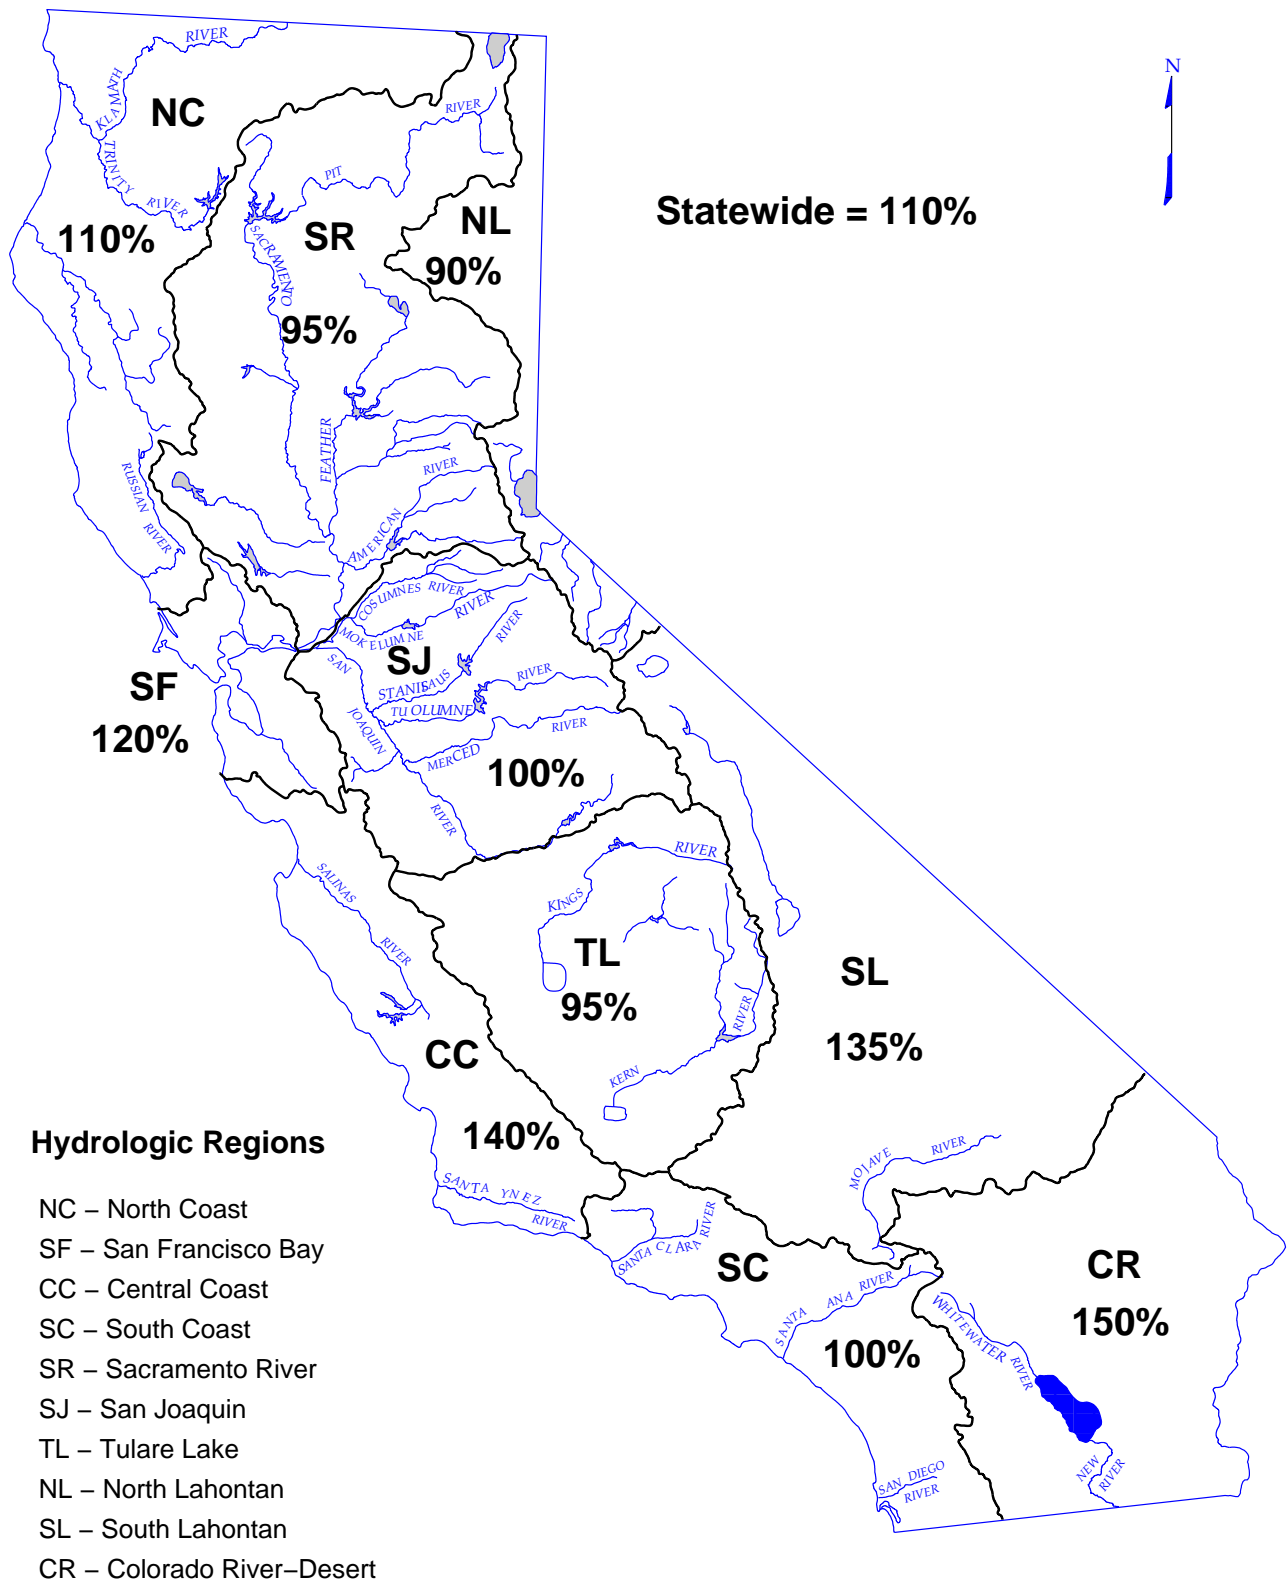 RIVER
KLAMATH
NC
RIVER
N
TRINITY
RIVER
PIT
110%
SR
NL
Statewide = 110%
SACRAMENTO
90%
95%
FEATHER
RUSSIAN RIVER
RIVER
AMERICAN
COSUMNES RIVER
RIVER
MOKELUMNE
RIVER
SAN
SJ
SF
STANISLAUS
RIVER
120%
JOAQUIN
TUOLUMNE
MERCED
RIVER
100%
RIVER
RIVER
SALINAS
KINGS
RIVER
TL
SL
95%
RIVER
135%
CC
KERN
140%
Hydrologic Regions
MOJAVE
RIVER
SANTA YNEZ
RIVER
NC – North Coast
SF – San Francisco Bay
CC – Central Coast
SC – South Coast
SR – Sacramento River
SJ – San Joaquin
TL – Tulare Lake
NL – North Lahontan
SL – South Lahontan
CR – Colorado River–Desert
SANTA CLARA
RIVER
SC
CR
SANTA ANA RIVER
150%
WHITEWATER
RIVER
100%
SAN DIEGO
RIVER
NEW
RIVER